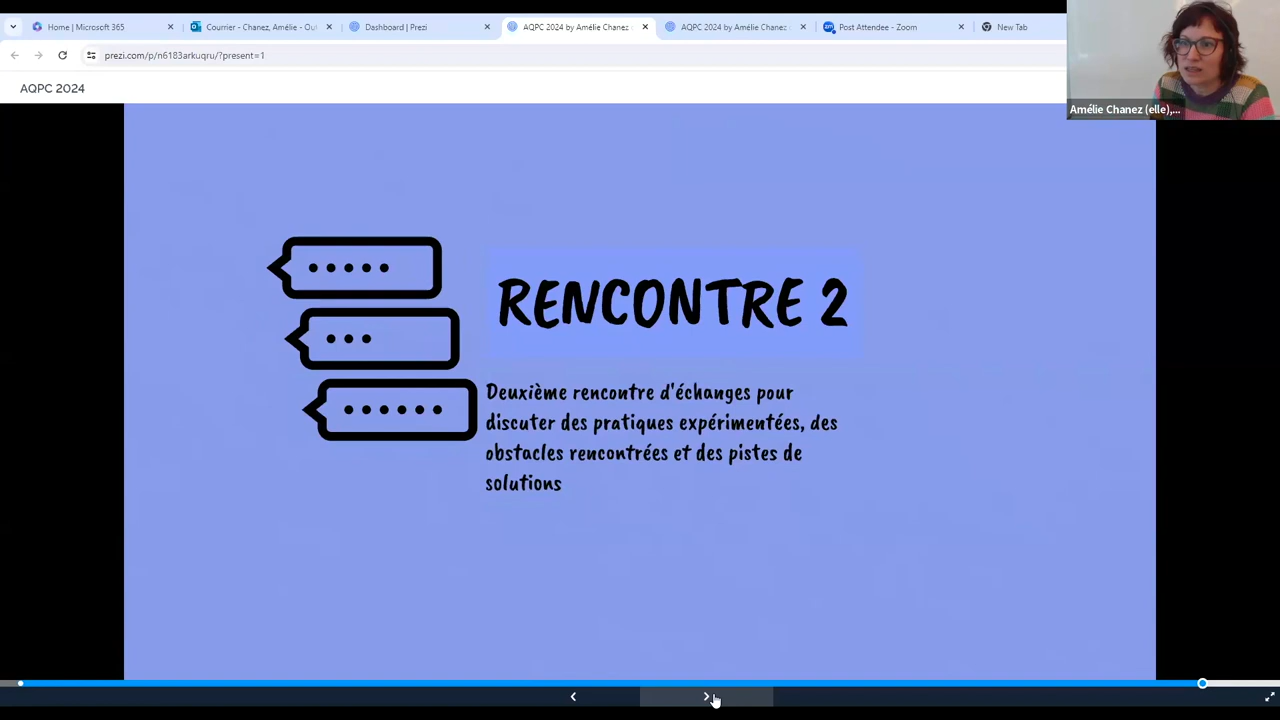 Home | Microsoft 365
Courrier - Chanez, Amélie - Out
Dashboard | Prezi
AQPC 2024 by Amélie Chanez
AQPC 2024 by Amélie Chanez
Post Attendee - Zoom
New Tab
prezi.com/p/n6183arkuqru/?present=1
AQPC 2024
Amélie Chanez (elle),...
RENCONTRE 2
Deuxième rencontre d'échanges pour
discuter des pratiques expérimentées, des
obstacles rencontrées et des pistes de
solutions